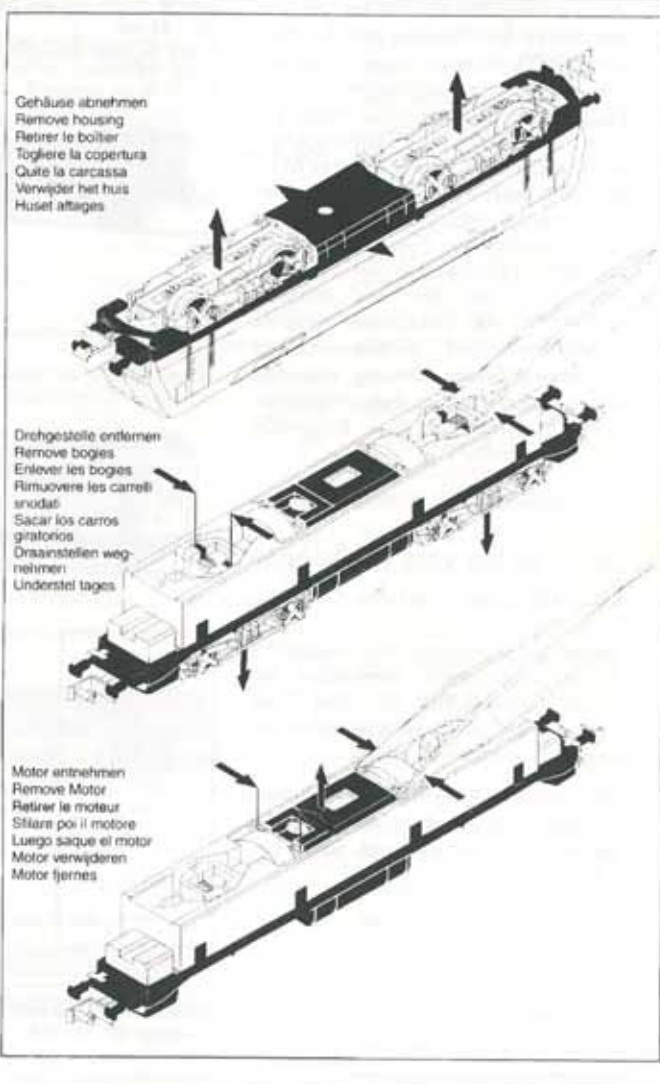 Gehäuse abnehmen
Remove housing
Retirer le boîtier
Togliere la copertura
Quite la carcassa
Verwijder het huis
Huset aftages
Drehgestelle entfernen
Remove bogies
Enlever les bogies
Rimuovere les carrelli
snodati
Sacar los carros
giratorios
Draainstellen weg-
nehmen
Understel tages
Motor entnehmen
Remove Motor
Retirer le moteur
Sfilare poi il motore
Luego saque el motor
Motor verwijderen
Motor fjernes